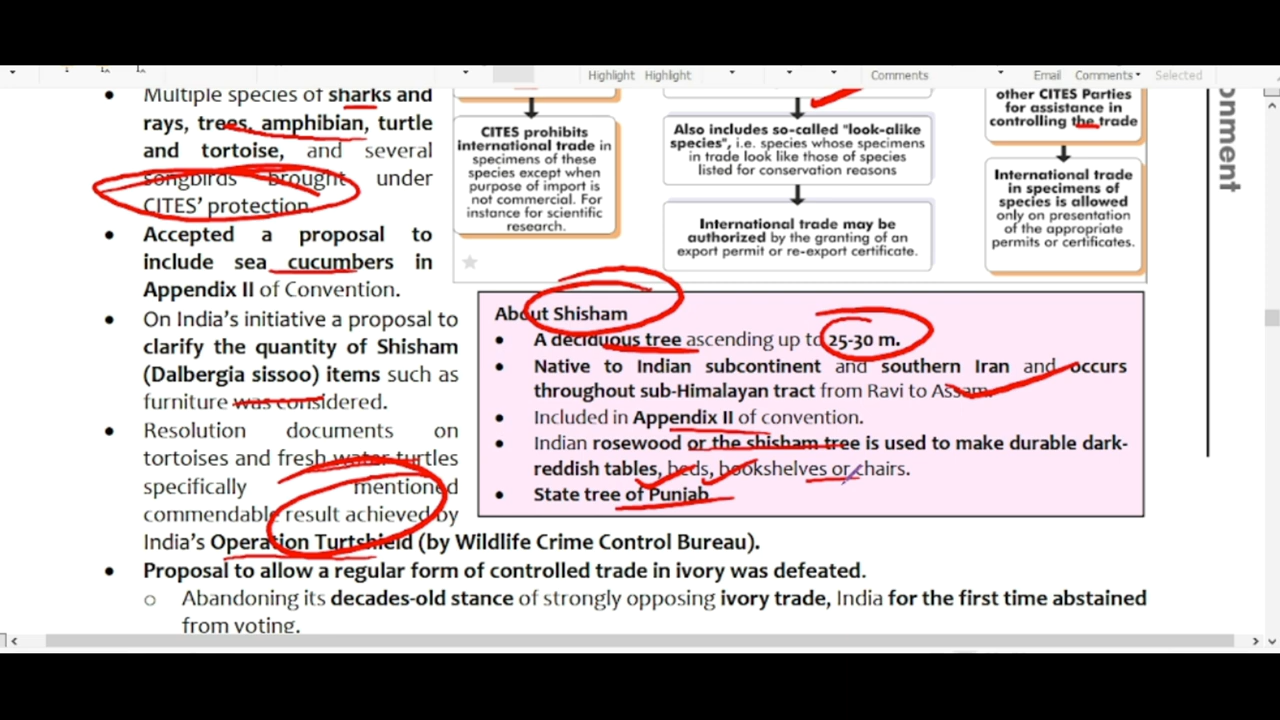 Highlight Highlight Comments Email Comments Selected
Multiple species of sharks and
rays, trees, amphibian, turtle
and tortoise, and several
songbirds brought under
CITES' protection.
Accepted a proposal to
include sea cucumbers in
Appendix II of Convention.
On India's initiative a proposal to
clarify the quantity of Shisham
(Dalbergia sissoo) items such as
furniture was considered.
Resolution documents on
tortoises and fresh water turtles
specifically mentioned
commendable result achieved by
India's Operation Turtshield (by Wildlife Crime Control Bureau).
Proposal to allow a regular form of controlled trade in ivory was defeated.
Abandoning its decades-old stance of strongly opposing ivory trade, India for the first time abstained
from voting.
CITES prohibits
international trade in
specimens of these
species except when
purpose of import is
not commercial. For
instance for scientific
research.
Also includes so-called "look-alike
species", i.e. species whose specimens
in trade look like those of species
listed for conservation reasons
International trade may be
authorized by the granting of an
export permit or re-export certificate.
other CITES Parties
for assistance in
controlling the trade
International trade
in specimens of
species is allowed
only on presentation
of the appropriate
permits or certificates.
About Shisham
A deciduous tree ascending up to 25-30 m.
Native to Indian subcontinent and southern Iran and occurs
throughout sub-Himalayan tract from Ravi to Assam.
Included in Appendix II of convention.
Indian rosewood or the shisham tree is used to make durable dark-
reddish tables, beds, bookshelves or chairs.
State tree of Punjab